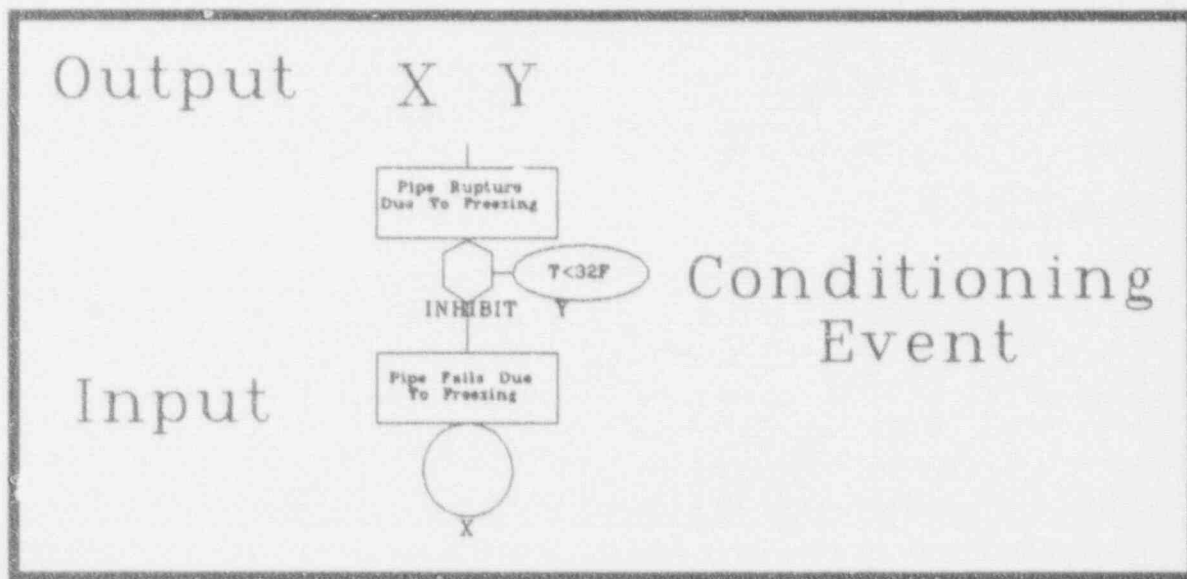 Output X Y
Pipe Rupture
Due To Freezing
T<32F
INHIBIT Y
Conditioning
Event
Input
Pipe Fails Due
To Freezing
X